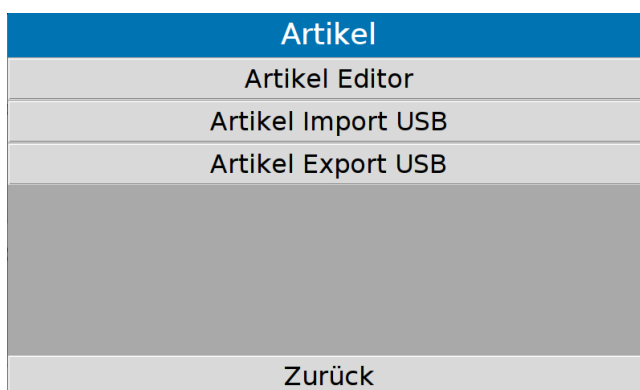 Artikel
Artikel Editor
Artikel Import USB
Artikel Export USB
Zurück